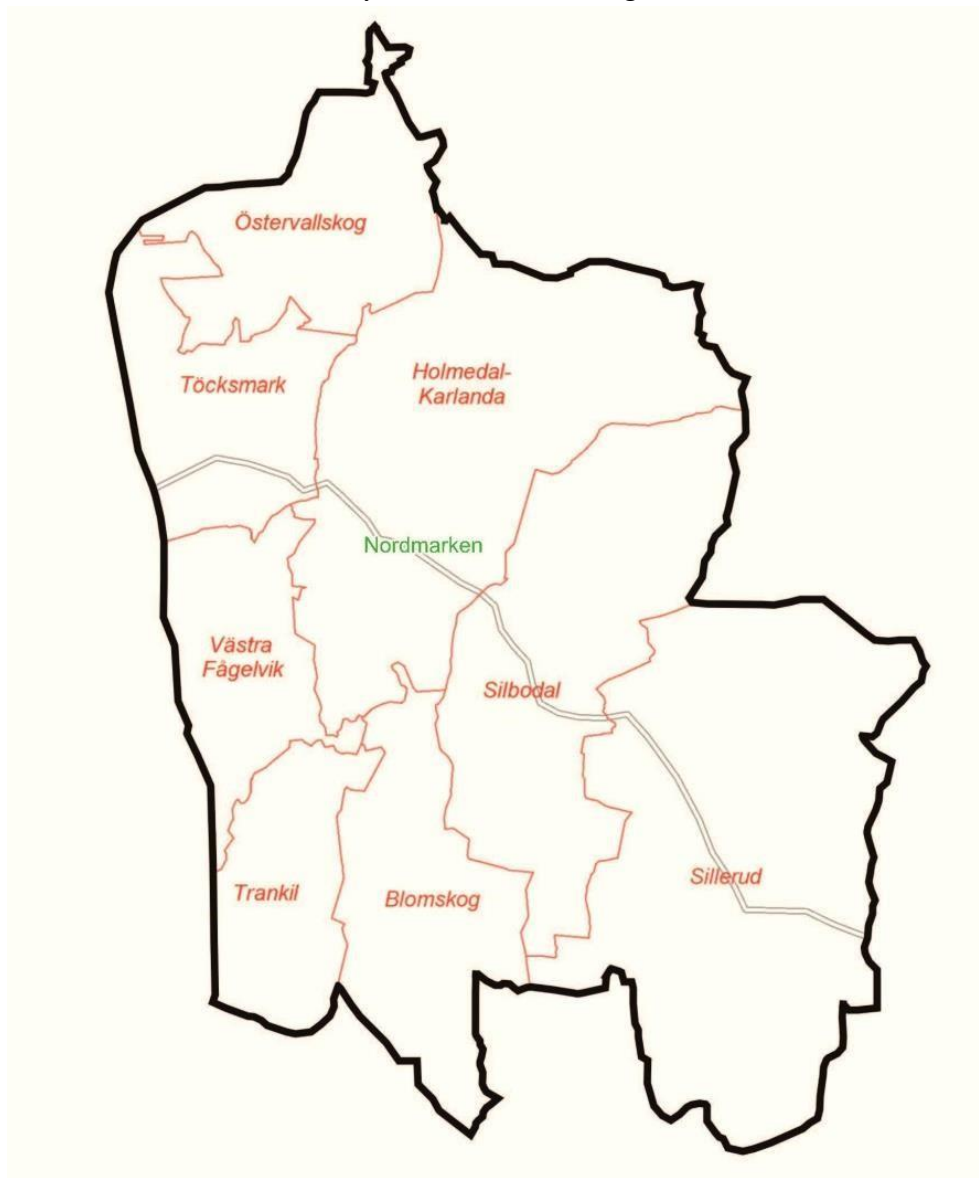 Östervallskog
Töcksmark
Holmedal-
Karlanda
Nordmarken
Västra
Fågelvik
Silbodal
Trankil
Blomskog
Sillerud